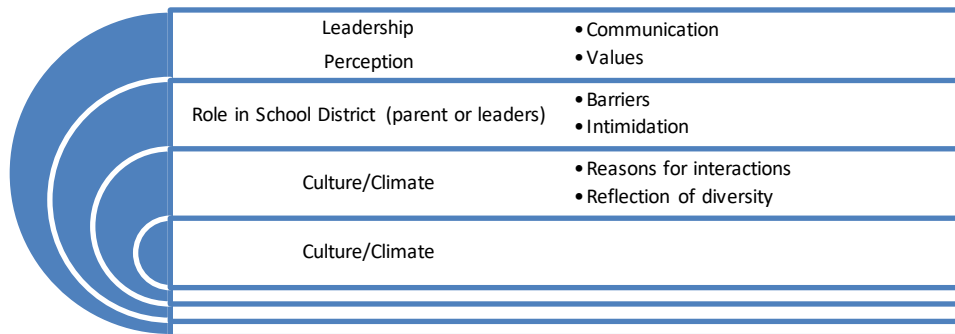 Leadership
Perception
• Communication
• Values
Role in School District (parent or leaders)
• Barriers
• Intimidation
Culture/Climate
• Reasons for interactions
• Reflection of diversity
Culture/Climate